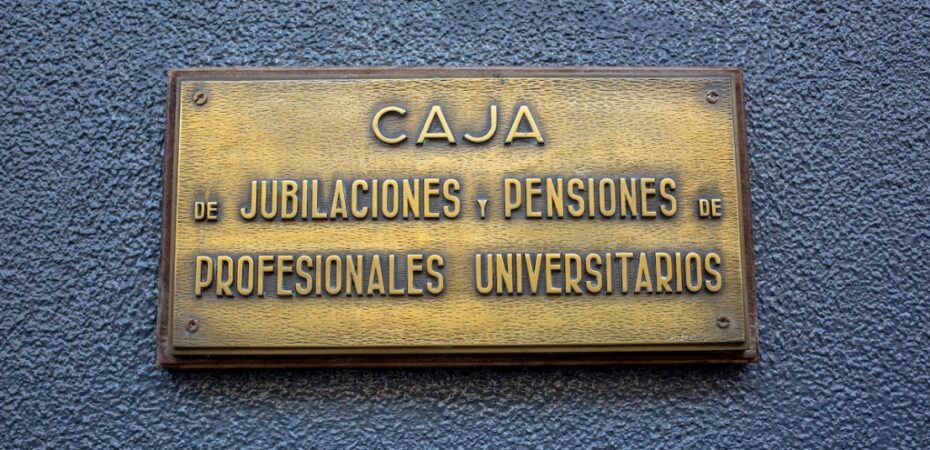 CAJA
DE JUBILACIONES Y PENSIONES DE
PROFESIONALES UNIVERSITARIOS